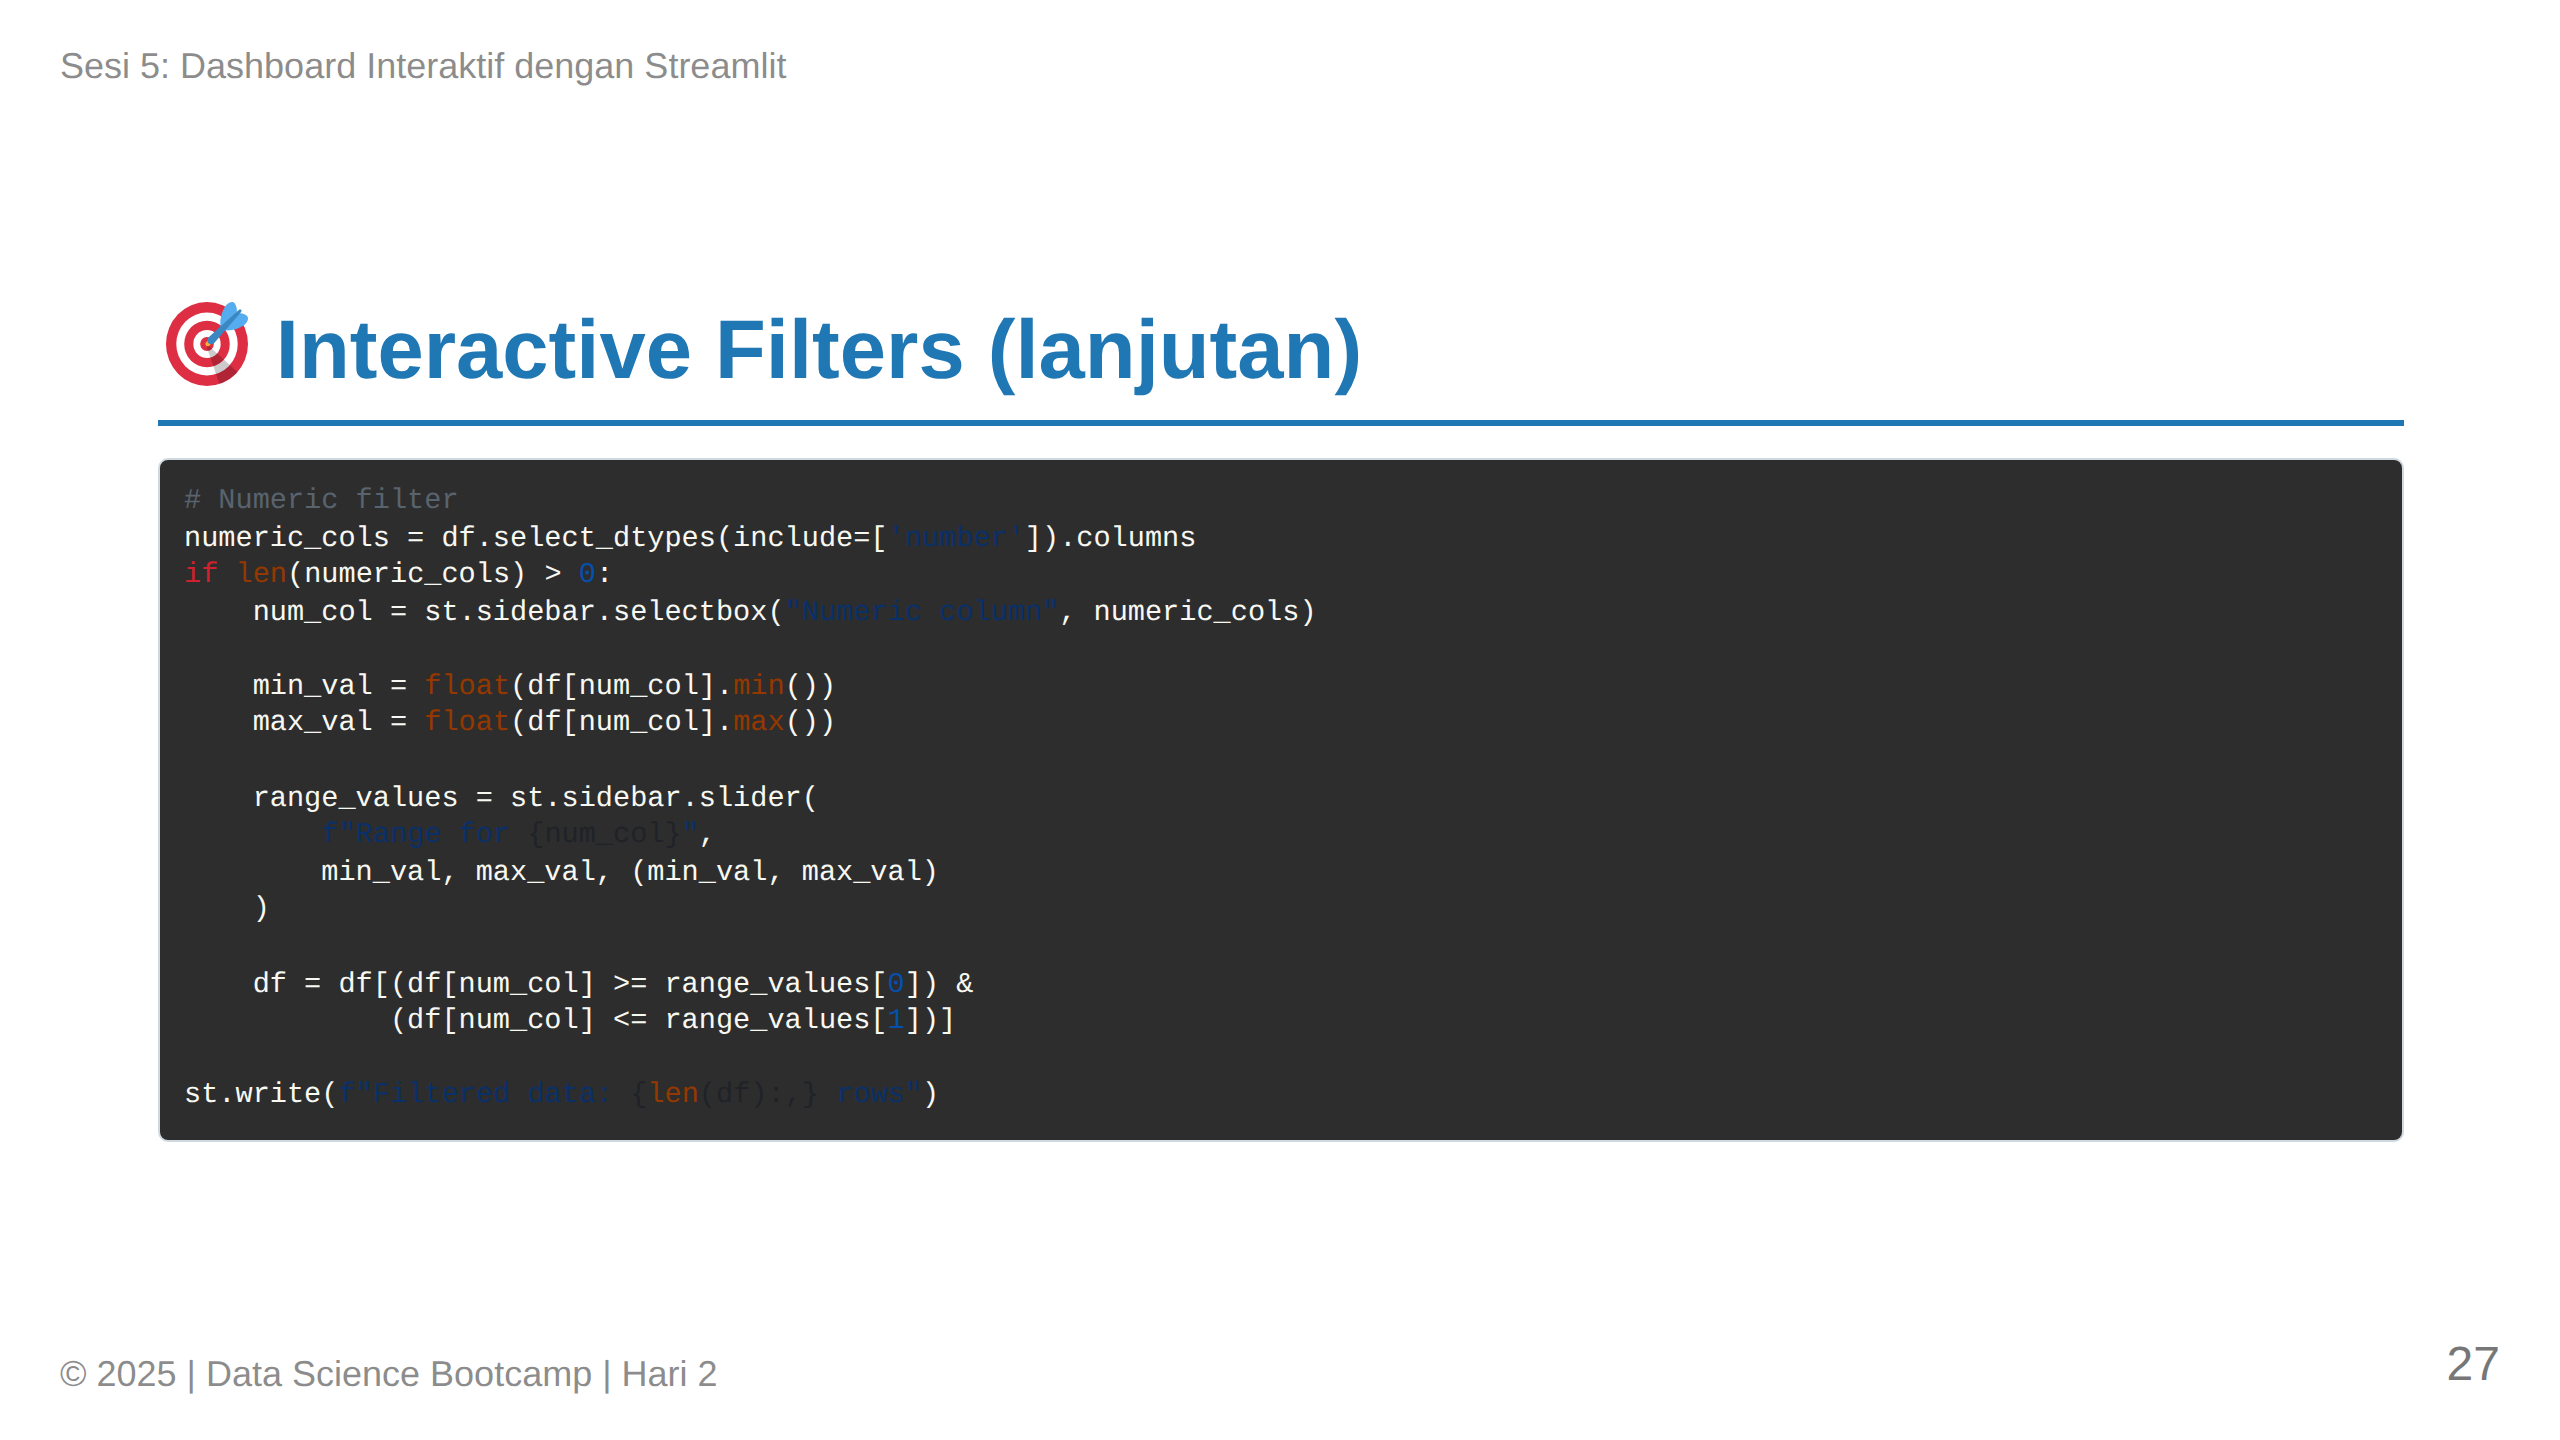 Sesi 5: Dashboard Interaktif dengan Streamlit
🎯 Interactive Filters (lanjutan)
# Numeric filter
numeric_cols = df.select_dtypes(include=['number']).columns
if len(numeric_cols) > 0:
    num_col = st.sidebar.selectbox("Numeric column", numeric_cols)
    min_val = float(df[num_col].min())
    max_val = float(df[num_col].max())
    range_values = st.sidebar.slider(
        f"Range for {num_col}",
        min_val, max_val, (min_val, max_val)
    )
    df = df[(df[num_col] >= range_values[0]) &
            (df[num_col] <= range_values[1])]
st.write(f"Filtered data: {len(df):,} rows")
© 2025 | Data Science Bootcamp | Hari 2
27